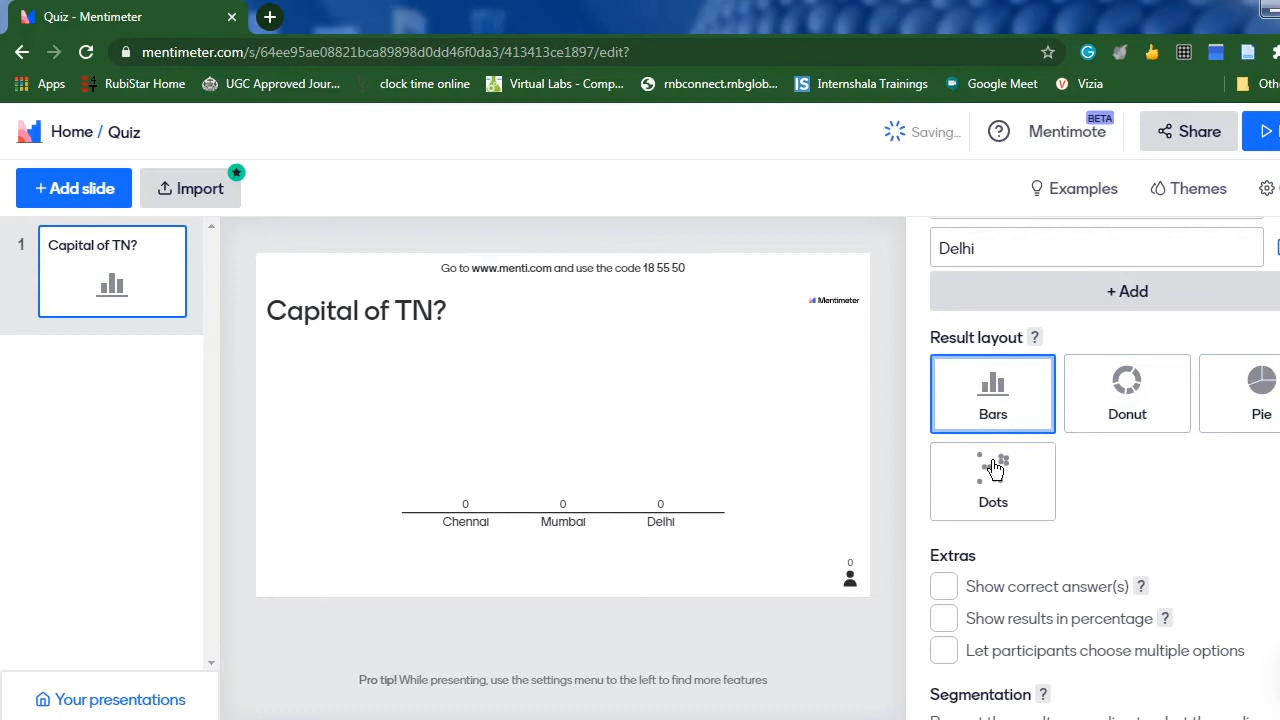 Quiz - Mentimeter
mentimeter.com/s/64ee95ae08821bca89898d0dd46f0da3/413413ce1897/edit?
Apps RubiStar Home UGC Approved Jour... clock time online Virtual Labs - Comp... rnbconnect.rnbglob... IS Internshala Trainings Google Meet Vizia
Home / Quiz Saving... ? Mentimote BETA Share
+ Add slide Import Examples Themes
1 Capital of TN?
Go to www.menti.com and use the code 18 55 50
Capital of TN?
Mentimeter
0 0 0
Chennai Mumbai Delhi
0
Pro tip! While presenting, use the settings menu to the left to find more features
Your presentations
Delhi
+ Add
Result layout ?
Bars Donut Pie
Dots
Extras
Show correct answer(s) ?
Show results in percentage ?
Let participants choose multiple options
Segmentation ?